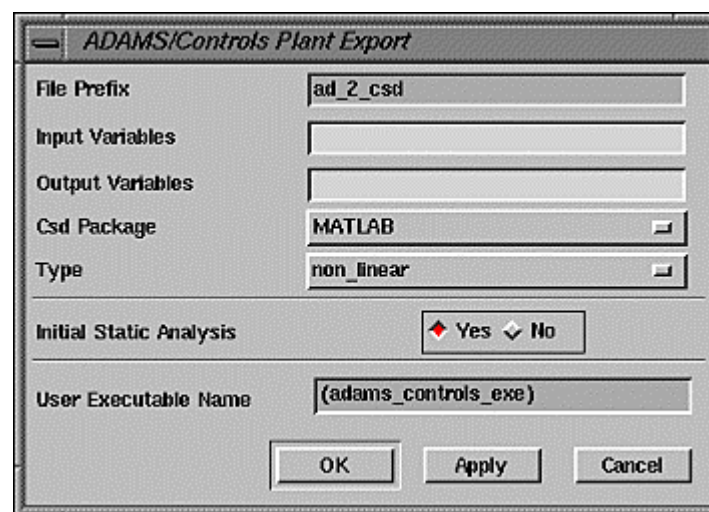 ADAMS/Controls Plant Export
File Prefix ad_2_csd
Input Variables
Output Variables
Csd Package MATLAB
Type non_linear
Initial Static Analysis Yes No
User Executable Name (adams_controls_exe)
OK Apply Cancel